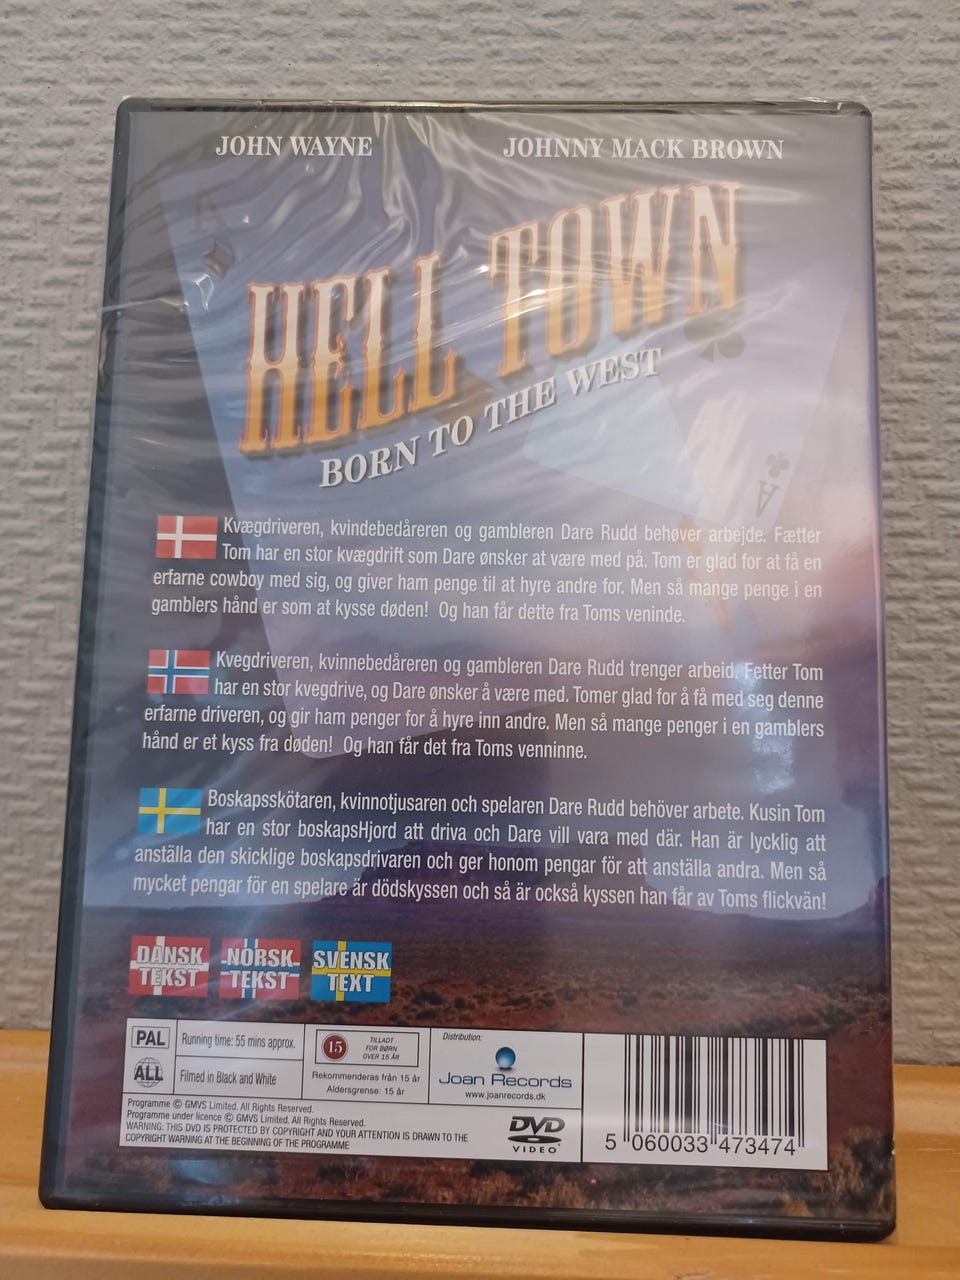 JOHN WAYNE JOHNNY MACK BROWN
HELL TOWN
BORN TO THE WEST
A
Kvægdriveren, kvindebedåreren og gambleren Dare Rudd behøver arbejde. Fætter
Tom har en stor kvægdrift som Dare ønsker at være med på. Tom er glad for at få en
erfarne cowboy med sig, og giver ham penge til at hyre andre for. Men så mange penge i en
gamblers hånd er som at kysse døden! Og han får dette fra Toms veninde.
Kvegdriveren, kvinnebedåreren og gambleren Dare Rudd trenger arbeid. Fetter Tom
har en stor kvegdrive, og Dare ønsker å være med. Tomer glad for å få med seg denne
erfarne driveren, og gir ham penger for å hyre inn andre. Men så mange penger i en gamblers
hånd er et kyss fra døden! Og han får det fra Toms venninne.
Boskapsskötaren, kvinnotjusaren och spelaren Dare Rudd behöver arbete. Kusin Tom
har en stor boskapsHjord att driva och Dare vill vara med där. Han är lycklig att
anställa den skicklige boskapsdrivaren och ger honom pengar för att anställa andra. Men så
mycket pengar för en spelare är dödskyssen och så är också kyssen han får av Toms flickvän!
DANSK TEKST NORSK TEKST SVENSK TEXT
PAL
ALL
Running time: 55 mins approx.
Filmed in Black and White
15
TILLADT
FOR BØRN
OVER 15 ÅR
Rekommenderas från 15 år
Aldersgrense: 15 år
Distribution:
Joan Records
www.joanrecords.dk
Programme © GMVS Limited. All Rights Reserved.
Programme under licence © GMVS Limited. All Rights Reserved.
WARNING: THIS DVD IS PROTECTED BY COPYRIGHT AND YOUR ATTENTION IS DRAWN TO THE
COPYRIGHT WARNING AT THE BEGINNING OF THE PROGRAMME
DVD
VIDEO
5 060033 473474